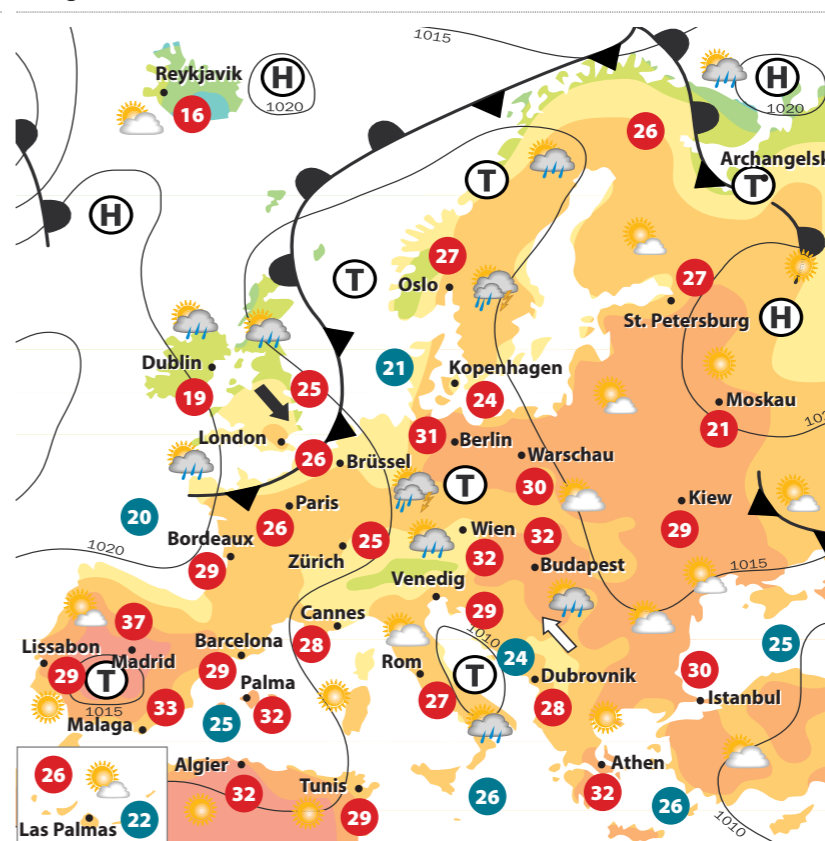 1015
Reykjavik
H
H
1020
16
1020
26
Archangelsk
T
T
H
27
T
27
Oslo
St. Petersburg
H
Dublin
21
Kopenhagen
19
25
24
Moskau
21
London
31
Berlin
26
Brüssel
Warschau
T
30
Kiew
20
Paris
26
Wien
29
Bordeaux
25
32
32
1020
Zürich
Budapest
1015
29
Venedig
Cannes
29
37
28
1010
25
Lissabon
Barcelona
24
29
Madrid
29
Rom
T
30
T
Palma
Dubrovnik
1015
33
32
27
28
Istanbul
Malaga
25
26
Algier
Athen
32
Tunis
26
32
26
29
22
Las Palmas
1010